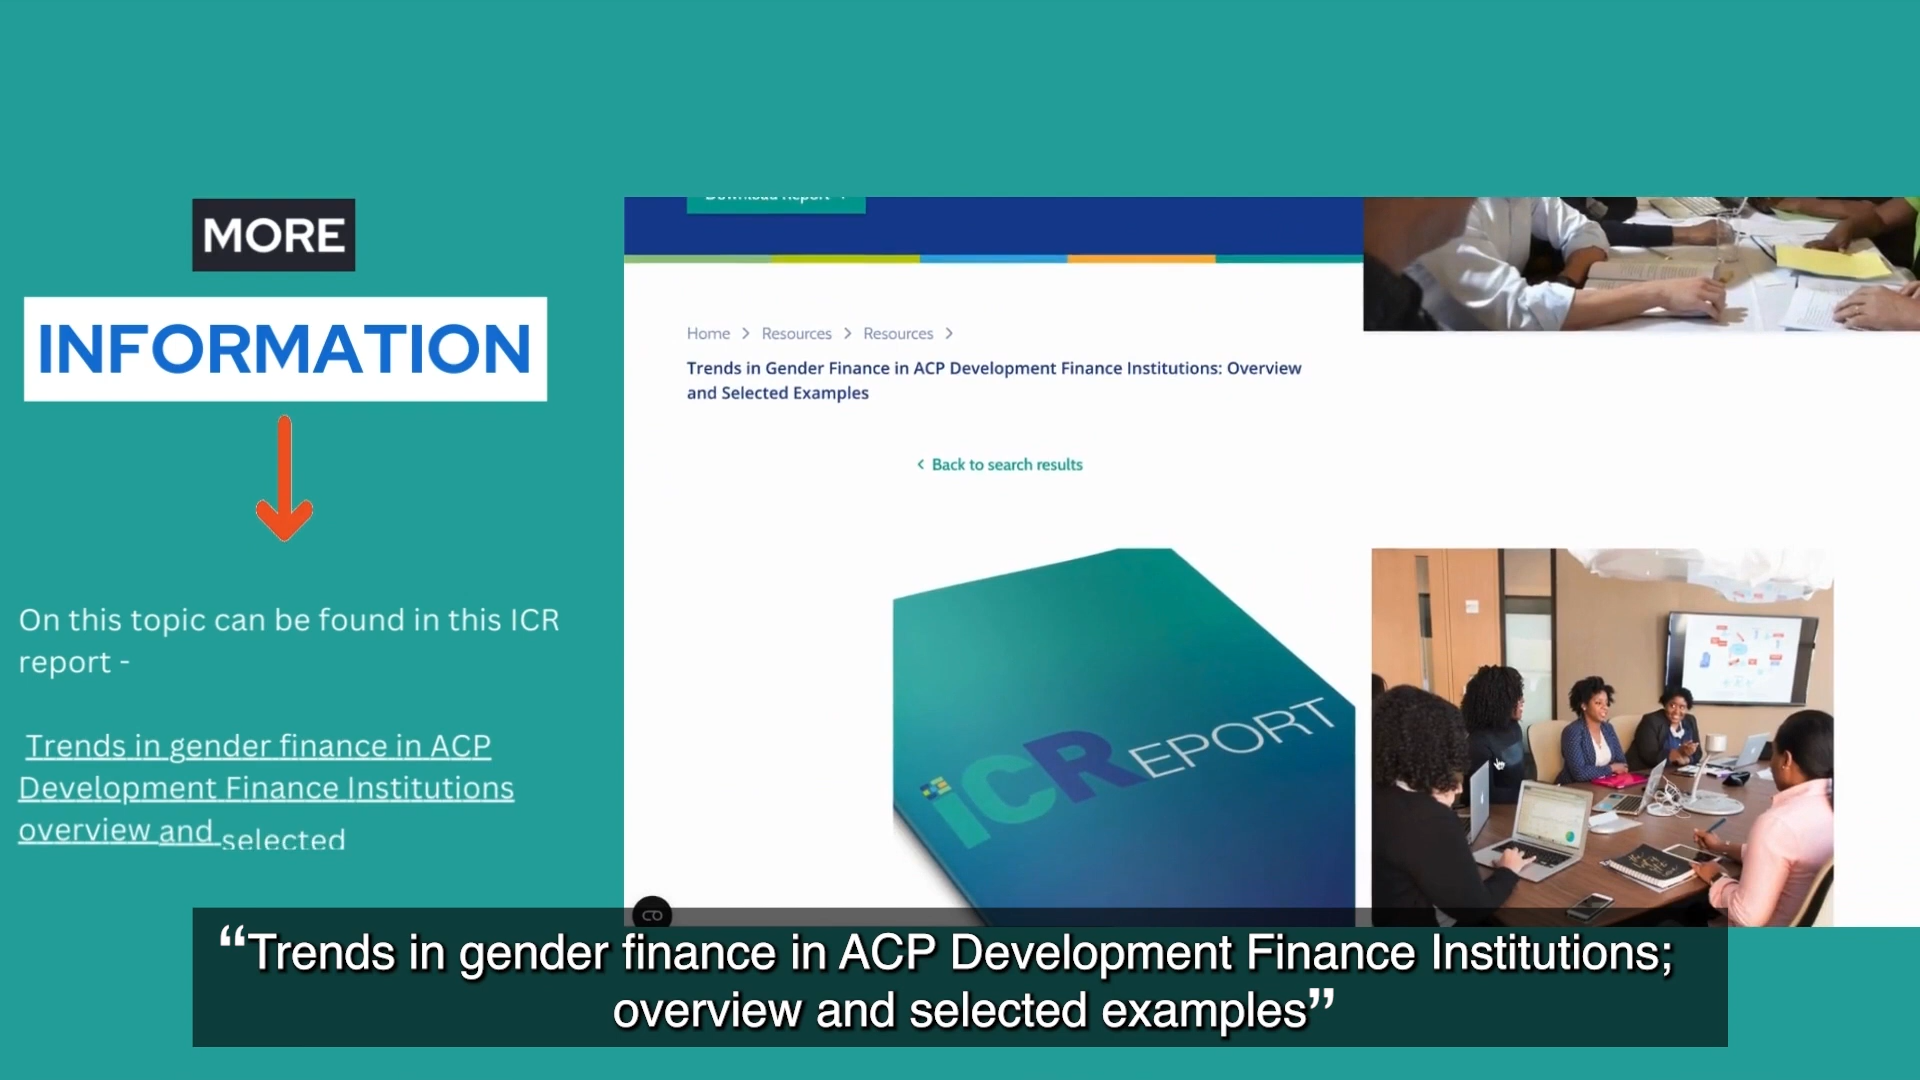 MORE
INFORMATION
On this topic can be found in this ICR
report -
Trends in gender finance in ACP
Development Finance Institutions
overview and selected
Download Report
Home > Resources > Resources >
Trends in Gender Finance in ACP Development Finance Institutions: Overview
and Selected Examples
< Back to search results
iCREPORT
“Trends in gender finance in ACP Development Finance Institutions;
overview and selected examples”